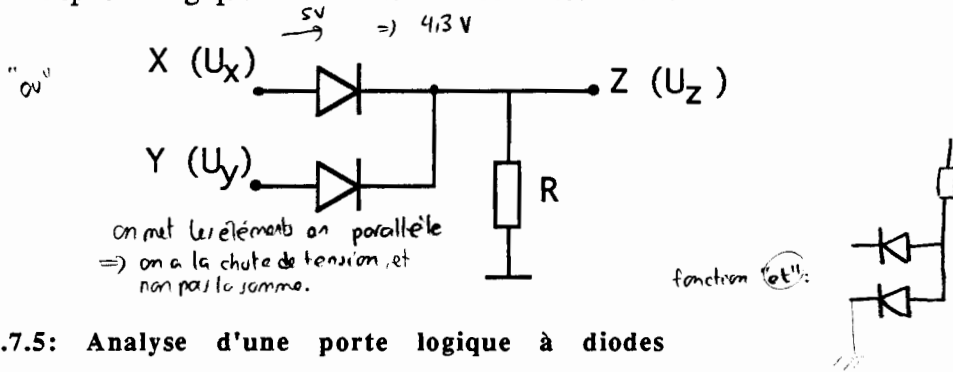 5V => 4,3 V
"ou"
X (Ux)
Z (Uz )
Y (Uy)
R
on met les éléments en parallèle
=> on a la chute de tension, et
non pas la somme.
fonction "et":
.7.5: Analyse d'une porte logique à diodes